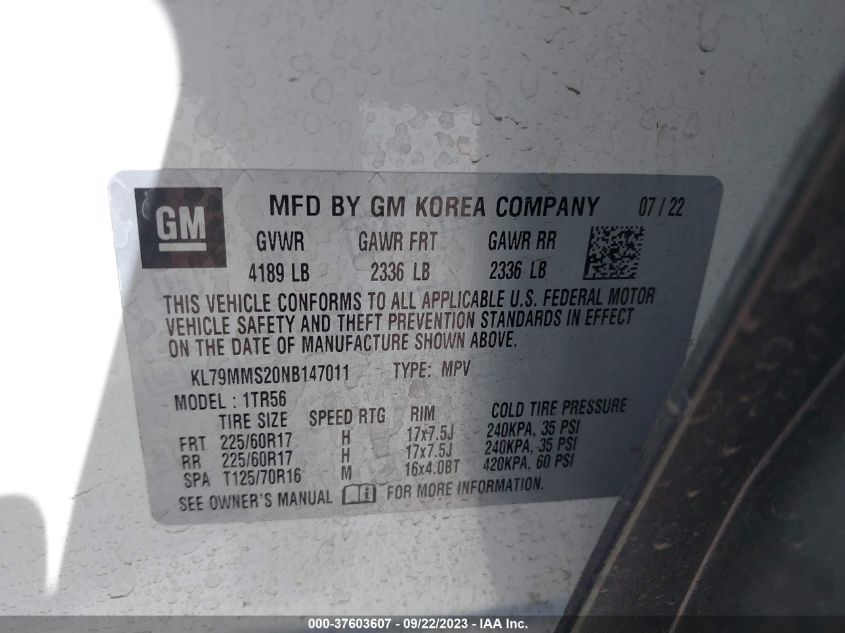 GM MFD BY GM KOREA COMPANY 07 / 22
GVWR GAWR FRT GAWR RR
4189 LB 2336 LB 2336 LB
THIS VEHICLE CONFORMS TO ALL APPLICABLE U.S. FEDERAL MOTOR
VEHICLE SAFETY AND THEFT PREVENTION STANDARDS IN EFFECT
ON THE DATE OF MANUFACTURE SHOWN ABOVE.
KL79MMS20NB147011 TYPE: MPV
MODEL: 1TR56
TIRE SIZE SPEED RTG RIM COLD TIRE PRESSURE
FRT 225/60R17 H 17x7.5J 240KPA, 35 PSI
RR 225/60R17 H 17x7.5J 240KPA, 35 PSI
SPA T125/70R16 M 16x4.0BT 420KPA, 60 PSI
SEE OWNER'S MANUAL FOR MORE INFORMATION.
000-37603607 - 09/22/2023 - IAA Inc.